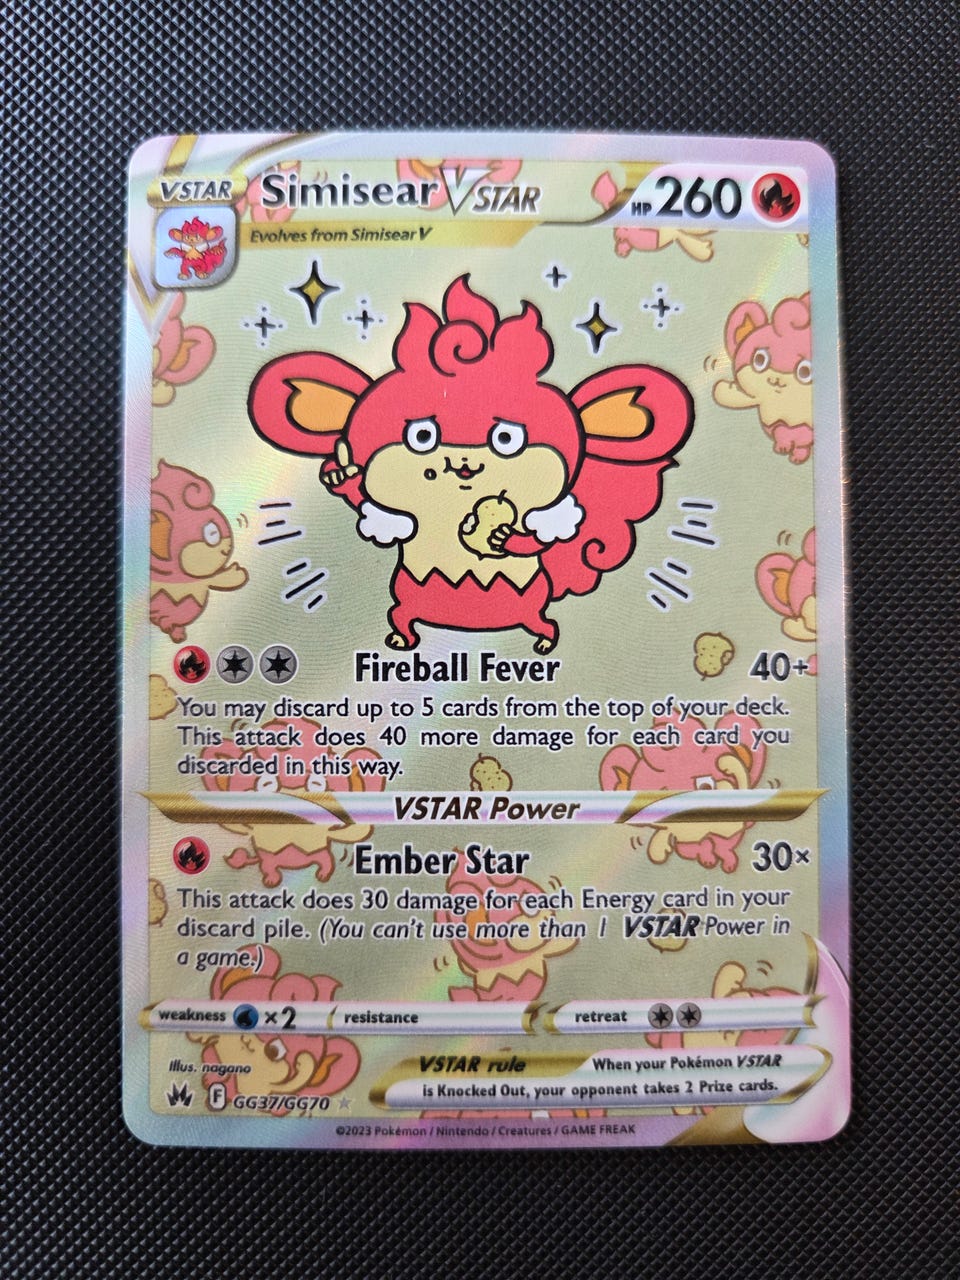 VSTAR
Simisear VSTAR
HP 260
Evolves from Simisear V
Fireball Fever 40+
You may discard up to 5 cards from the top of your deck.
This attack does 40 more damage for each card you
discarded in this way.
VSTAR Power
Ember Star 30×
This attack does 30 damage for each Energy card in your
discard pile. (You can't use more than 1 VSTAR Power in
a game.)
weakness ×2 resistance retreat
Illus. nagano
VSTAR rule When your Pokémon VSTAR
is Knocked Out, your opponent takes 2 Prize cards.
F GG37/GG70
©2023 Pokémon / Nintendo / Creatures / GAME FREAK